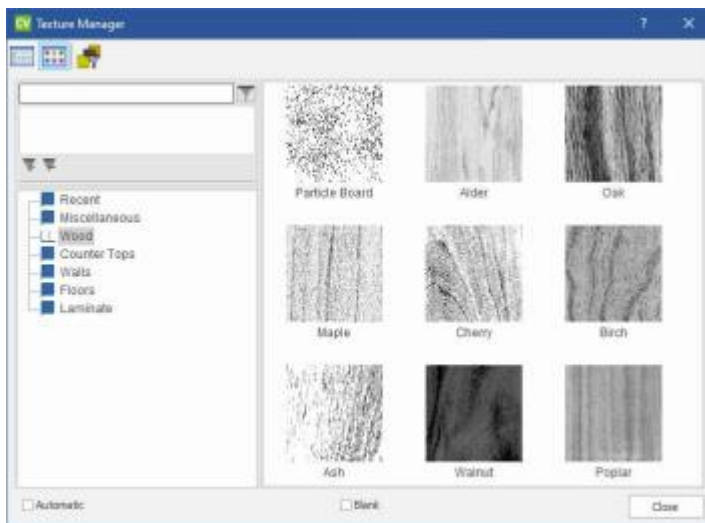 CV Texture Manager ? ×
Recent
Miscellaneous
Wood
Counter Tops
Walls
Floors
Laminate
Particle Board Alder Oak
Maple Cherry Birch
Ash Walnut Poplar
Automatic Blank Close